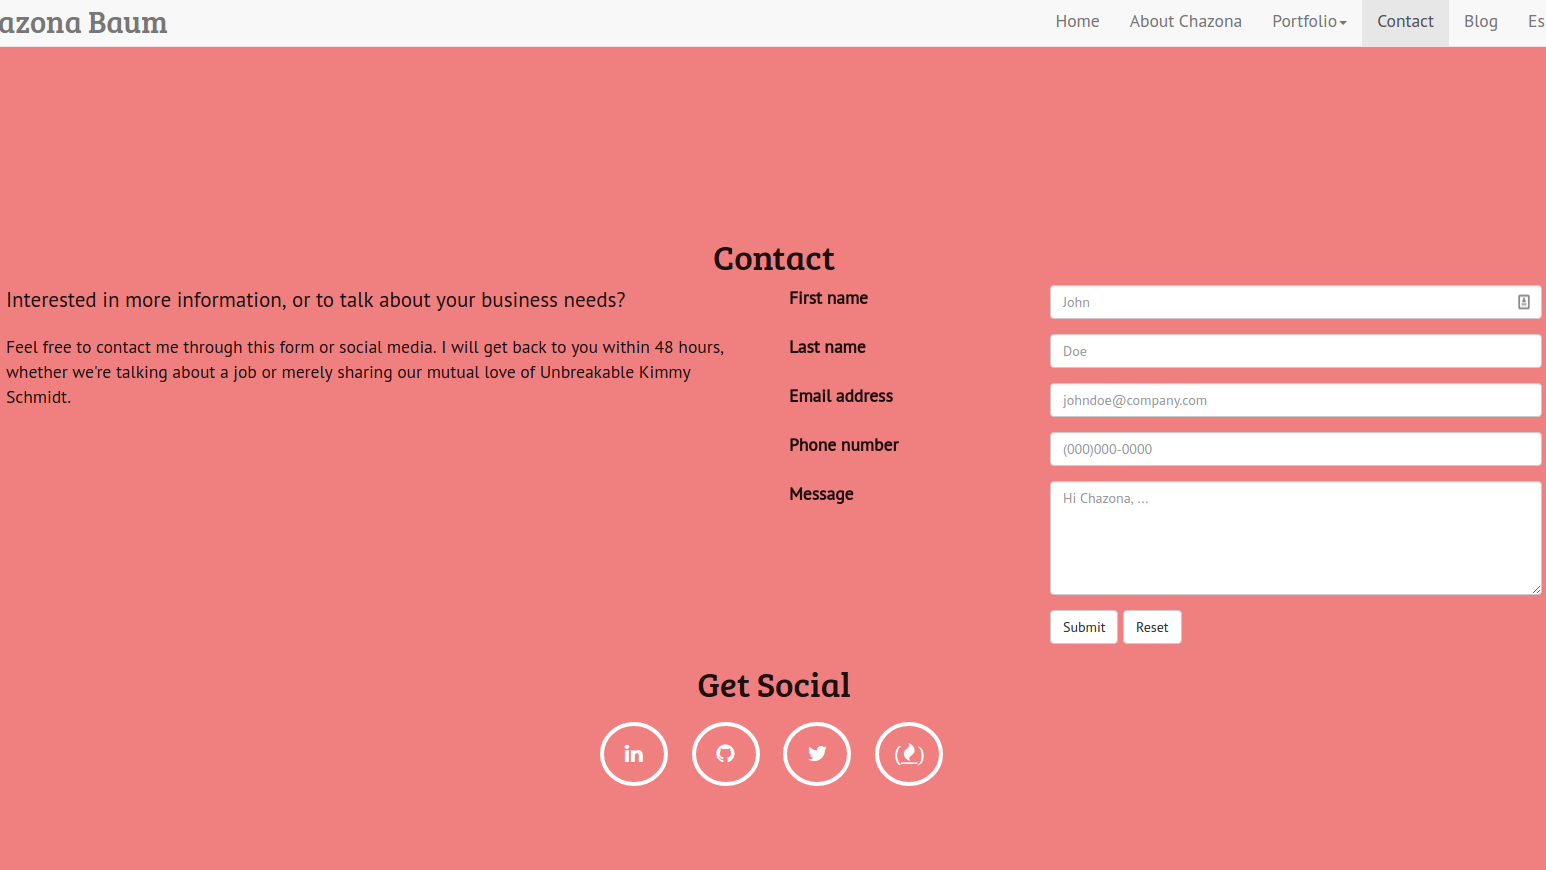 azona Baum
Home About Chazona Portfolio Contact Blog Es
Contact
Interested in more information, or to talk about your business needs?
Feel free to contact me through this form or social media. I will get back to you within 48 hours,
whether we're talking about a job or merely sharing our mutual love of Unbreakable Kimmy
Schmidt.
First name
John
Last name
Doe
Email address
johndoe@company.com
Phone number
(000)000-0000
Message
Hi Chazona, ...
Submit Reset
Get Social
in